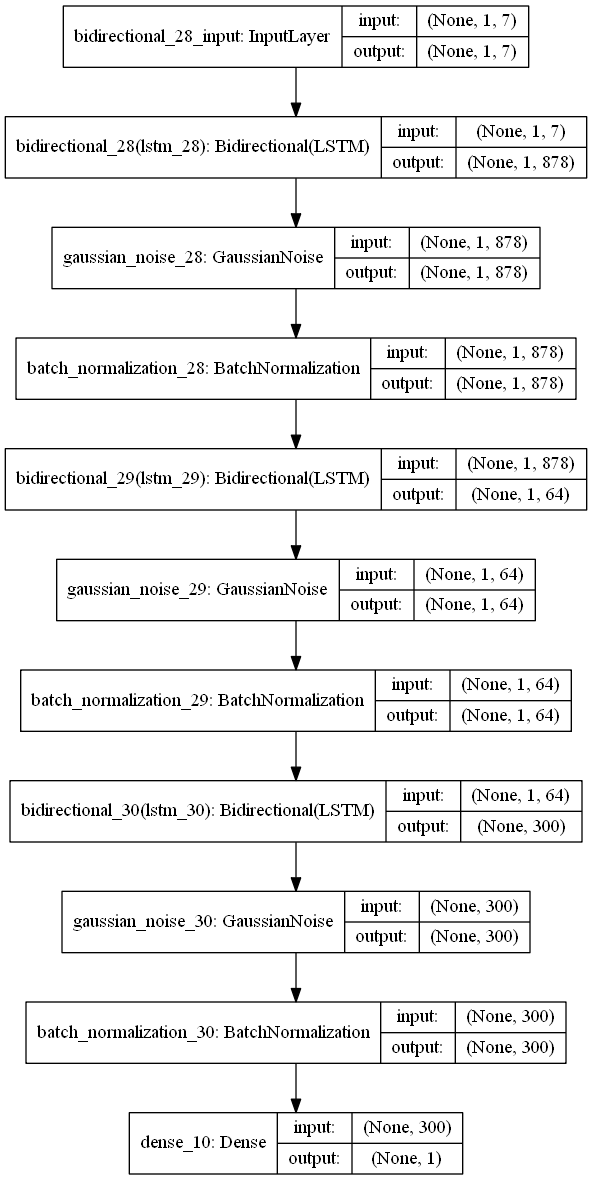 bidirectional_28_input: InputLayer input: (None, 1, 7)
output: (None, 1, 7)
bidirectional_28(lstm_28): Bidirectional(LSTM) input: (None, 1, 7)
output: (None, 1, 878)
gaussian_noise_28: GaussianNoise input: (None, 1, 878)
output: (None, 1, 878)
batch_normalization_28: BatchNormalization input: (None, 1, 878)
output: (None, 1, 878)
bidirectional_29(lstm_29): Bidirectional(LSTM) input: (None, 1, 878)
output: (None, 1, 64)
gaussian_noise_29: GaussianNoise input: (None, 1, 64)
output: (None, 1, 64)
batch_normalization_29: BatchNormalization input: (None, 1, 64)
output: (None, 1, 64)
bidirectional_30(lstm_30): Bidirectional(LSTM) input: (None, 1, 64)
output: (None, 300)
gaussian_noise_30: GaussianNoise input: (None, 300)
output: (None, 300)
batch_normalization_30: BatchNormalization input: (None, 300)
output: (None, 300)
dense_10: Dense input: (None, 300)
output: (None, 1)